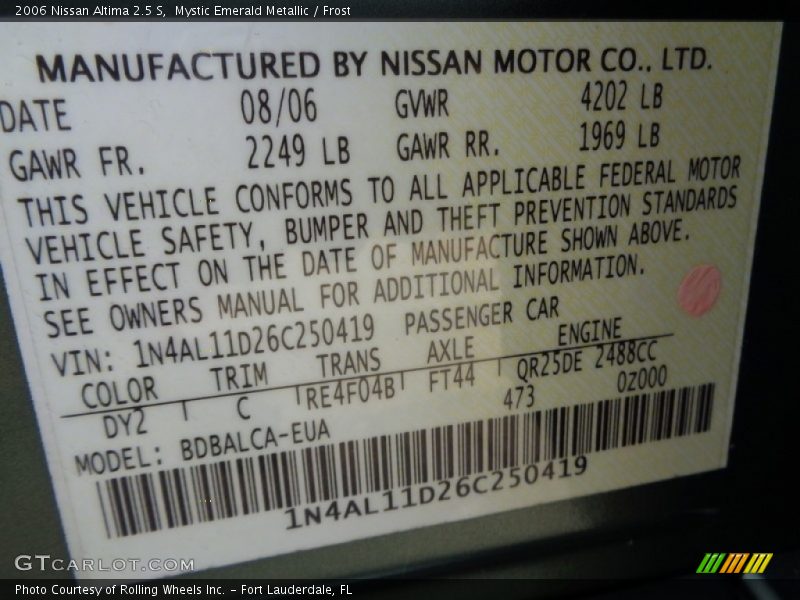 2006 Nissan Altima 2.5 S, Mystic Emerald Metallic / Frost
MANUFACTURED BY NISSAN MOTOR CO., LTD.
DATE 08/06 GVWR 4202 LB
GAWR FR. 2249 LB GAWR RR. 1969 LB
THIS VEHICLE CONFORMS TO ALL APPLICABLE FEDERAL MOTOR
VEHICLE SAFETY, BUMPER AND THEFT PREVENTION STANDARDS
IN EFFECT ON THE DATE OF MANUFACTURE SHOWN ABOVE.
SEE OWNERS MANUAL FOR ADDITIONAL INFORMATION.
VIN: 1N4AL11D26C250419 PASSENGER CAR
COLOR TRIM TRANS AXLE ENGINE
DY2 C RE4F04B FT44 QR25DE 2488CC
MODEL: BDBALCA-EUA 473 0Z000
1N4AL11D26C250419
GTCARLOT.COM
Photo Courtesy of Rolling Wheels Inc. - Fort Lauderdale, FL